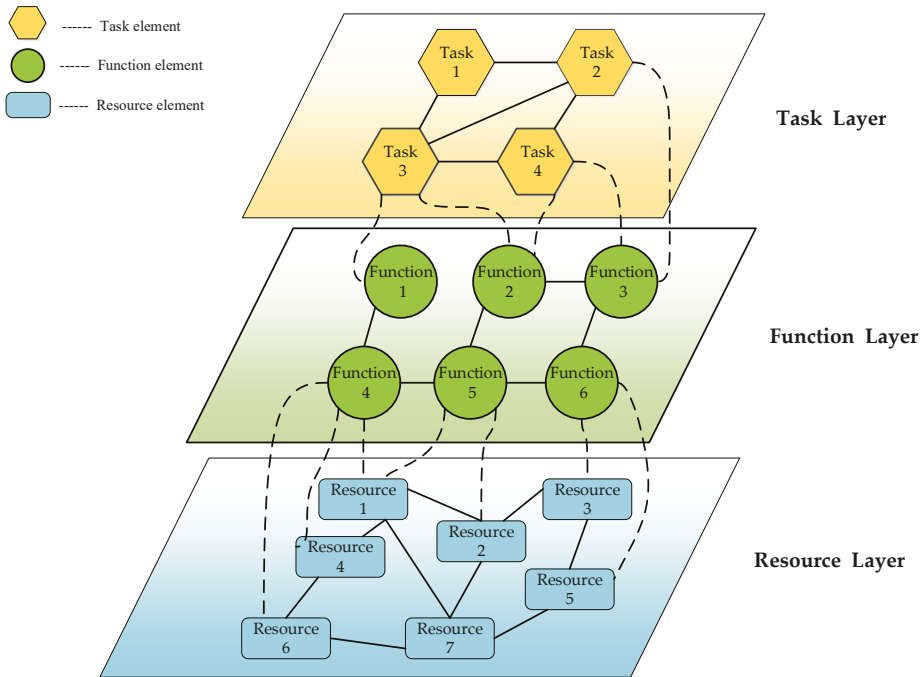 ------ Task element
------ Function element
------ Resource element
Task
1
Task
2
Task
3
Task
4
Task Layer
Function
1
Function
2
Function
3
Function
4
Function
5
Function
6
Function Layer
Resource
1
Resource
2
Resource
3
Resource
4
Resource
5
Resource
6
Resource
7
Resource Layer